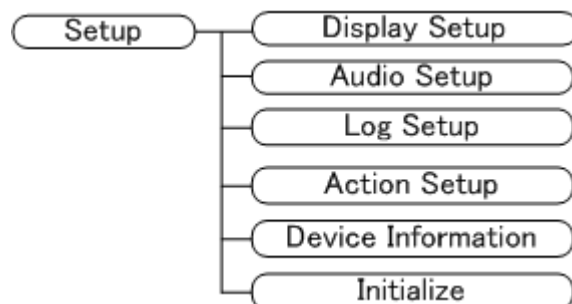 Setup
Display Setup
Audio Setup
Log Setup
Action Setup
Device Information
Initialize